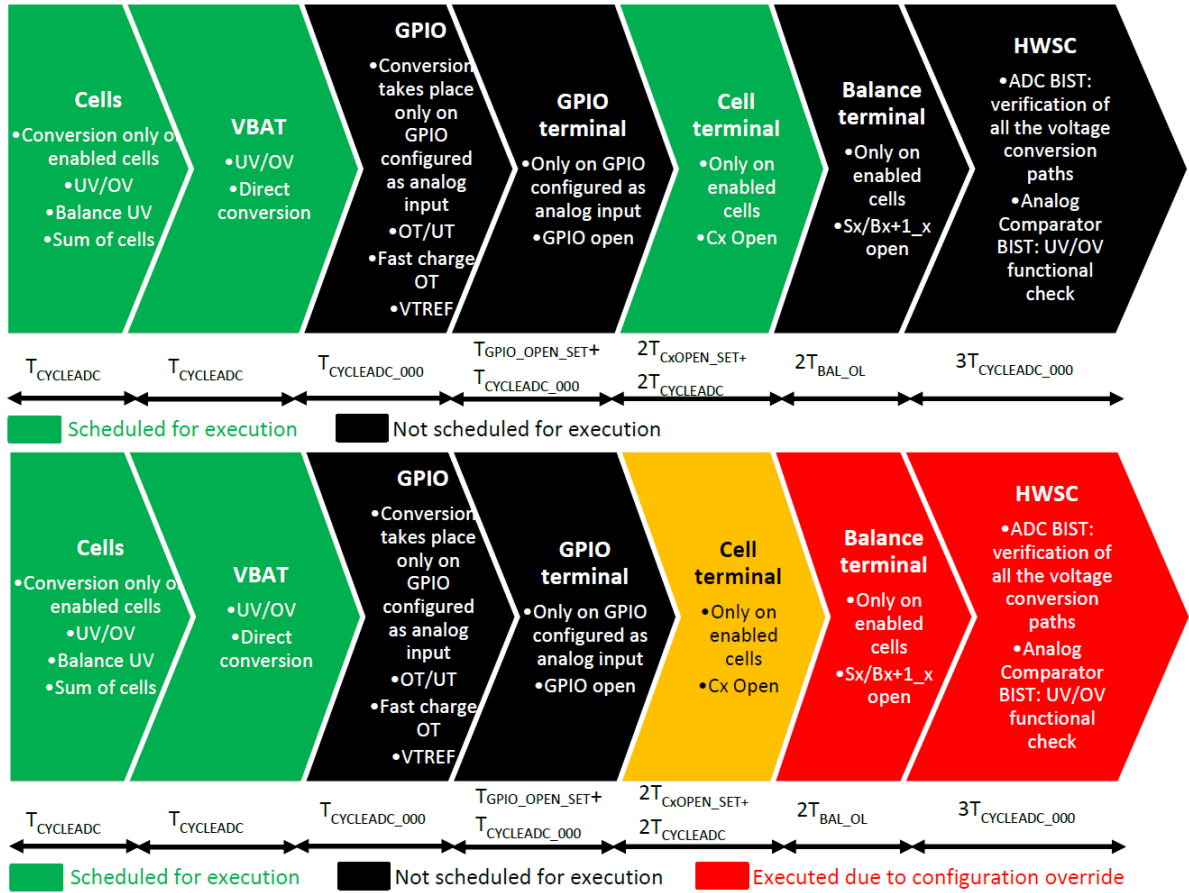 Cells
•Conversion only of
enabled cells
•UV/OV
•Balance UV
•Sum of cells
VBAT
•UV/OV
•Direct
conversion
GPIO
•Conversion
takes place
only on
GPIO
configured
as analog
input
•OT/UT
•Fast charge
OT
•VTREF
GPIO
terminal
•Only on GPIO
configured as
analog input
•GPIO open
Cell
terminal
•Only on
enabled
cells
•Cx Open
Balance
terminal
•Only on
enabled
cells
•Sx/Bx+1_x
open
HWSC
•ADC BIST:
verification of
all the voltage
conversion
paths
•Analog
Comparator
BIST: UV/OV
functional
check
TCYCLEADC
TCYCLEADC
TCYCLEADC_000
TGPIO_OPEN_SET+
TCYCLEADC_000
2TCxOPEN_SET+
2TCYCLEADC
2TBAL_OL
3TCYCLEADC_000
Scheduled for execution
Not scheduled for execution
Cells
•Conversion only of
enabled cells
•UV/OV
•Balance UV
•Sum of cells
VBAT
•UV/OV
•Direct
conversion
GPIO
•Conversion
takes place
only on
GPIO
configured
as analog
input
•OT/UT
•Fast charge
OT
•VTREF
GPIO
terminal
•Only on GPIO
configured as
analog input
•GPIO open
Cell
terminal
•Only on
enabled
cells
•Cx Open
Balance
terminal
•Only on
enabled
cells
•Sx/Bx+1_x
open
HWSC
•ADC BIST:
verification of
all the voltage
conversion
paths
•Analog
Comparator
BIST: UV/OV
functional
check
TCYCLEADC
TCYCLEADC
TCYCLEADC_000
TGPIO_OPEN_SET+
TCYCLEADC_000
2TCxOPEN_SET+
2TCYCLEADC
2TBAL_OL
3TCYCLEADC_000
Scheduled for execution
Not scheduled for execution
Executed due to configuration override